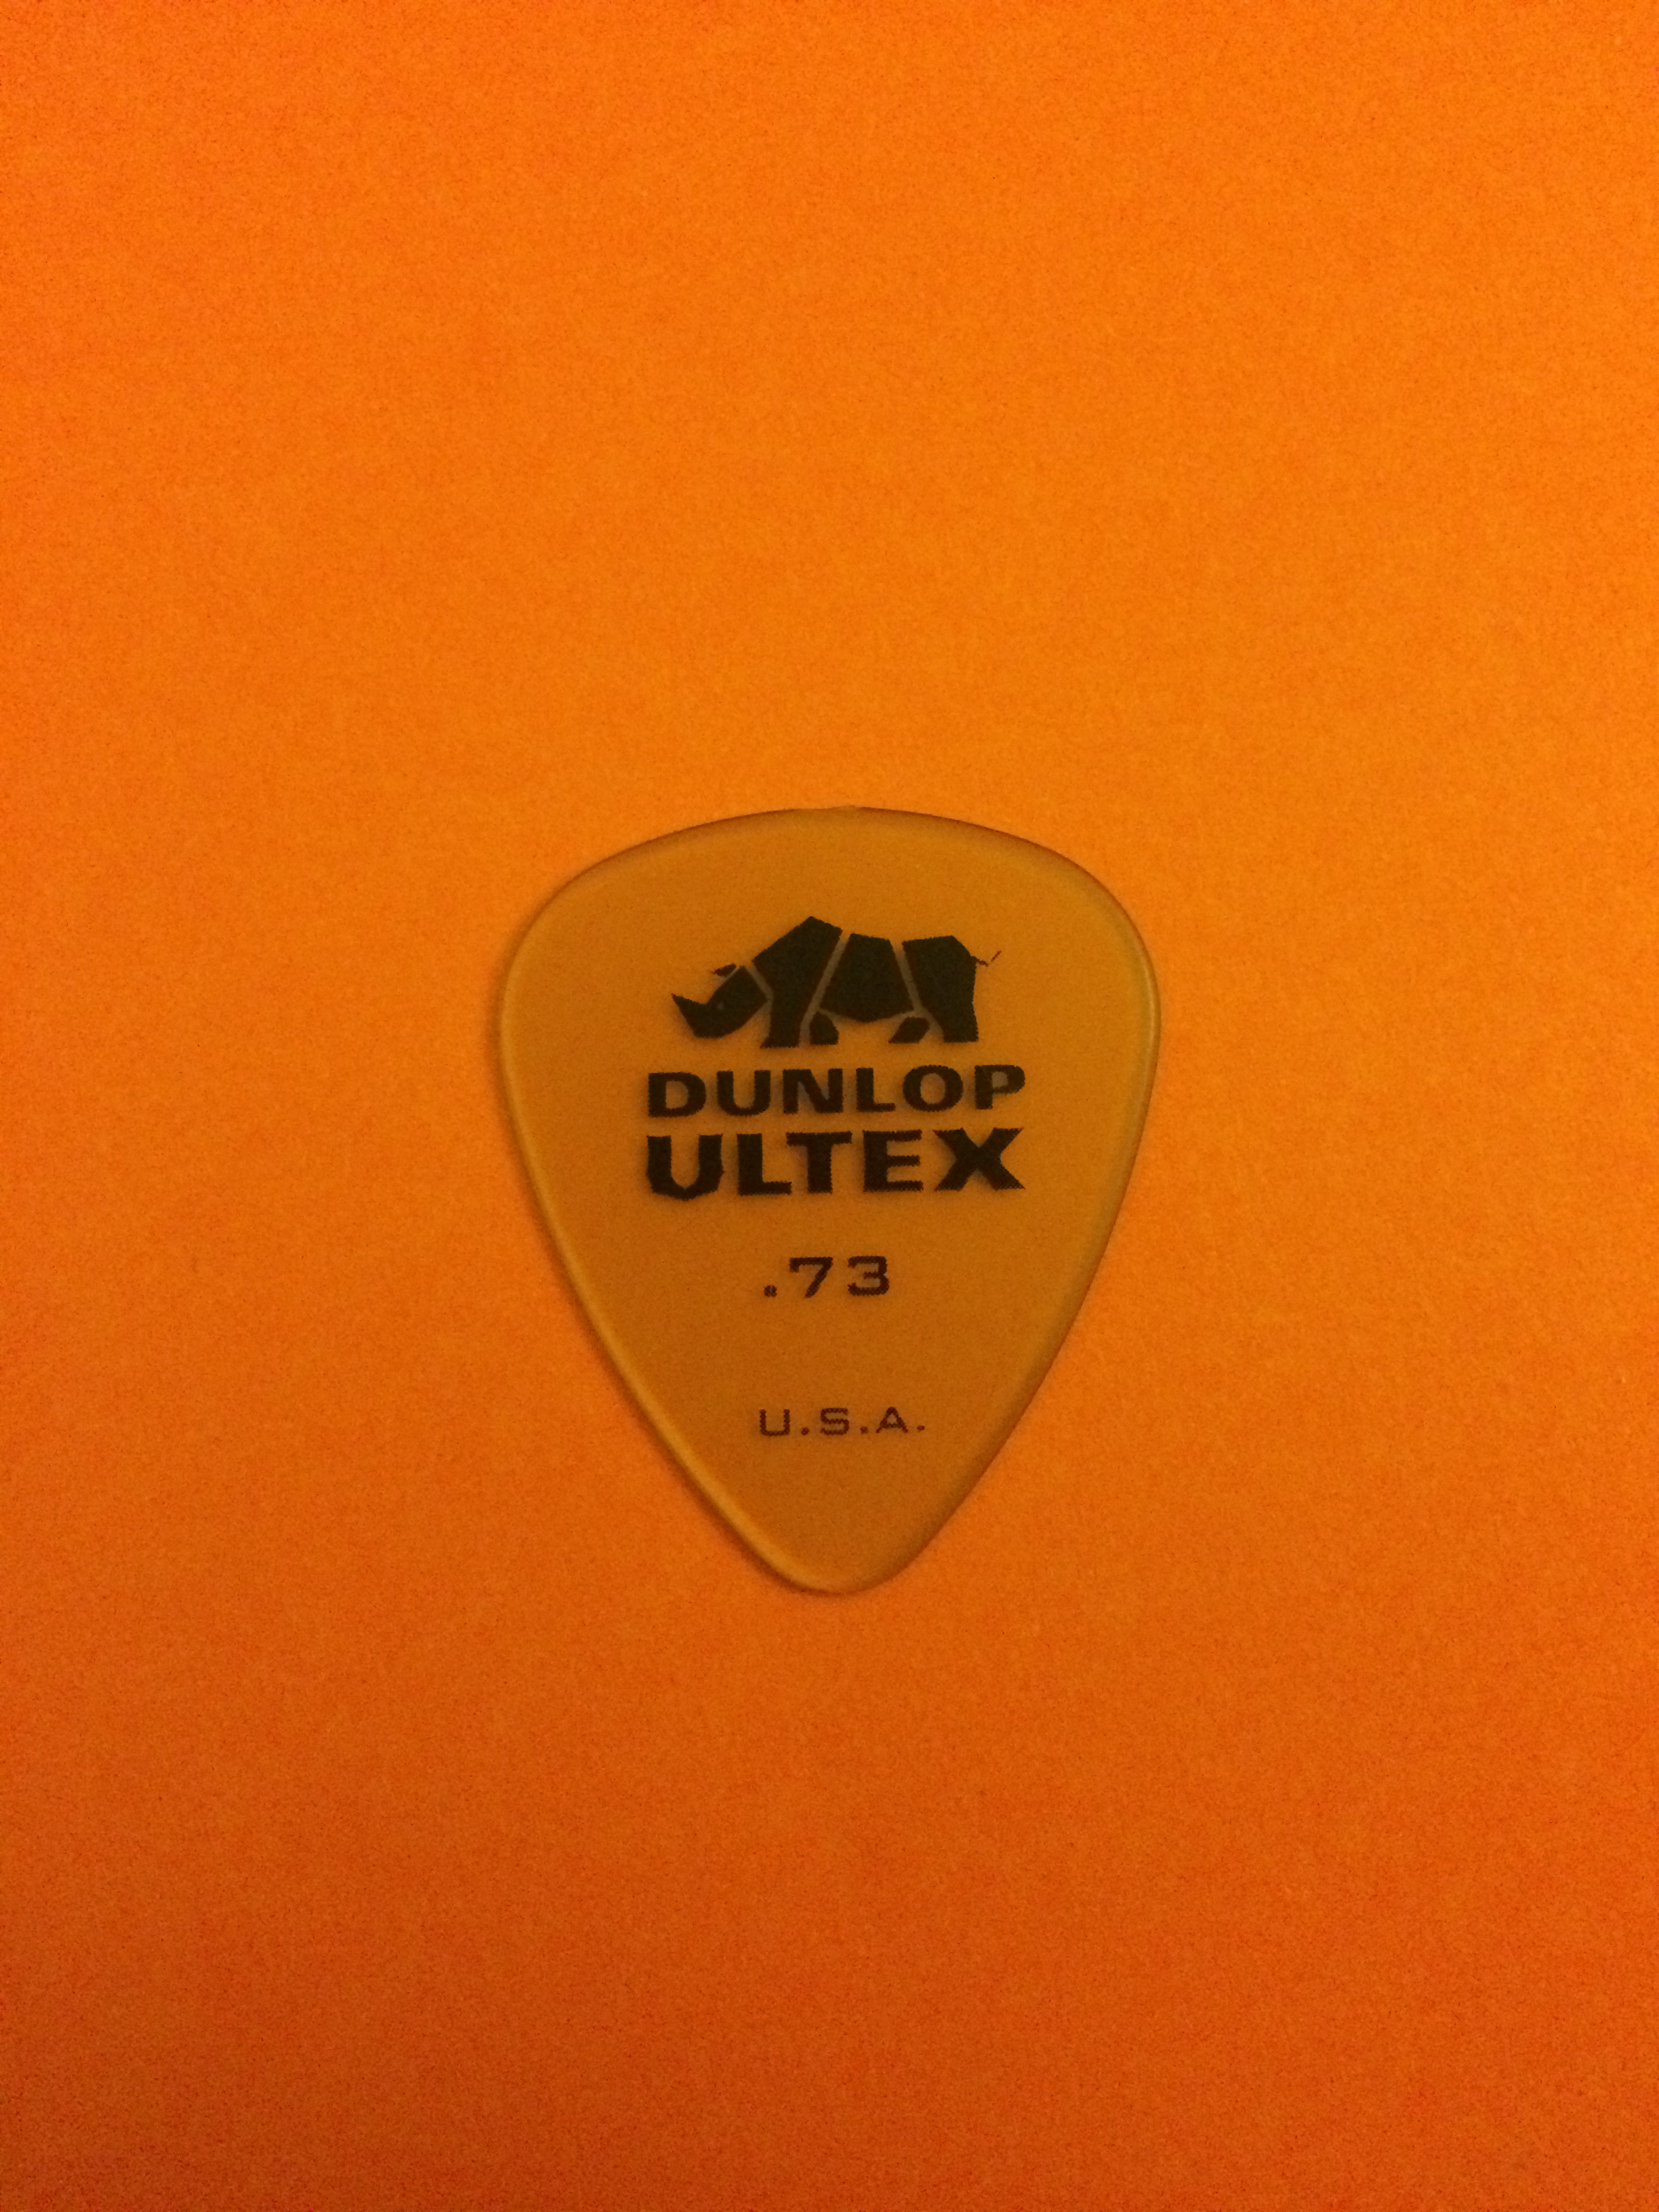 DUNLOP
ULTEX
.73
U.S.A.